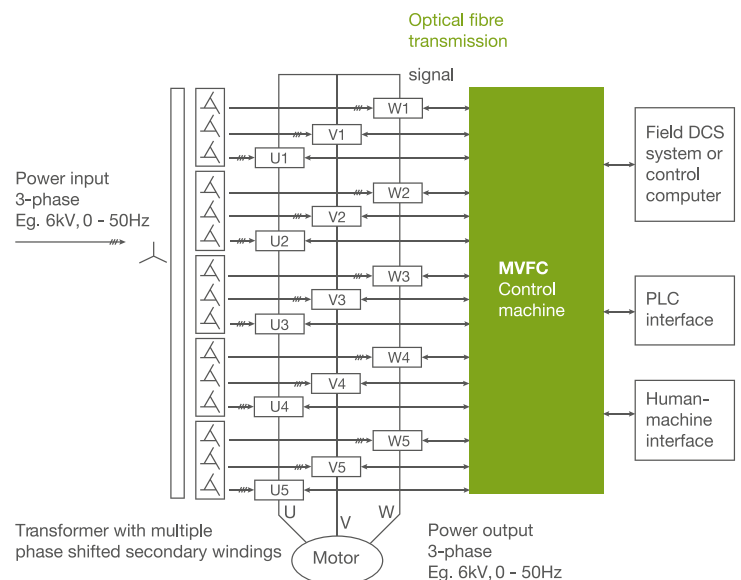 Optical fibre
transmission
signal
Power input
3-phase
Eg. 6kV, 0 - 50Hz
W1
V1
U1
W2
V2
U2
W3
V3
U3
W4
V4
U4
W5
V5
U5
MVFC
Control
machine
Field DCS
system or
control
computer
PLC
interface
Human-
machine
interface
U
V
W
Motor
Transformer with multiple
phase shifted secondary windings
Power output
3-phase
Eg. 6kV, 0 - 50Hz